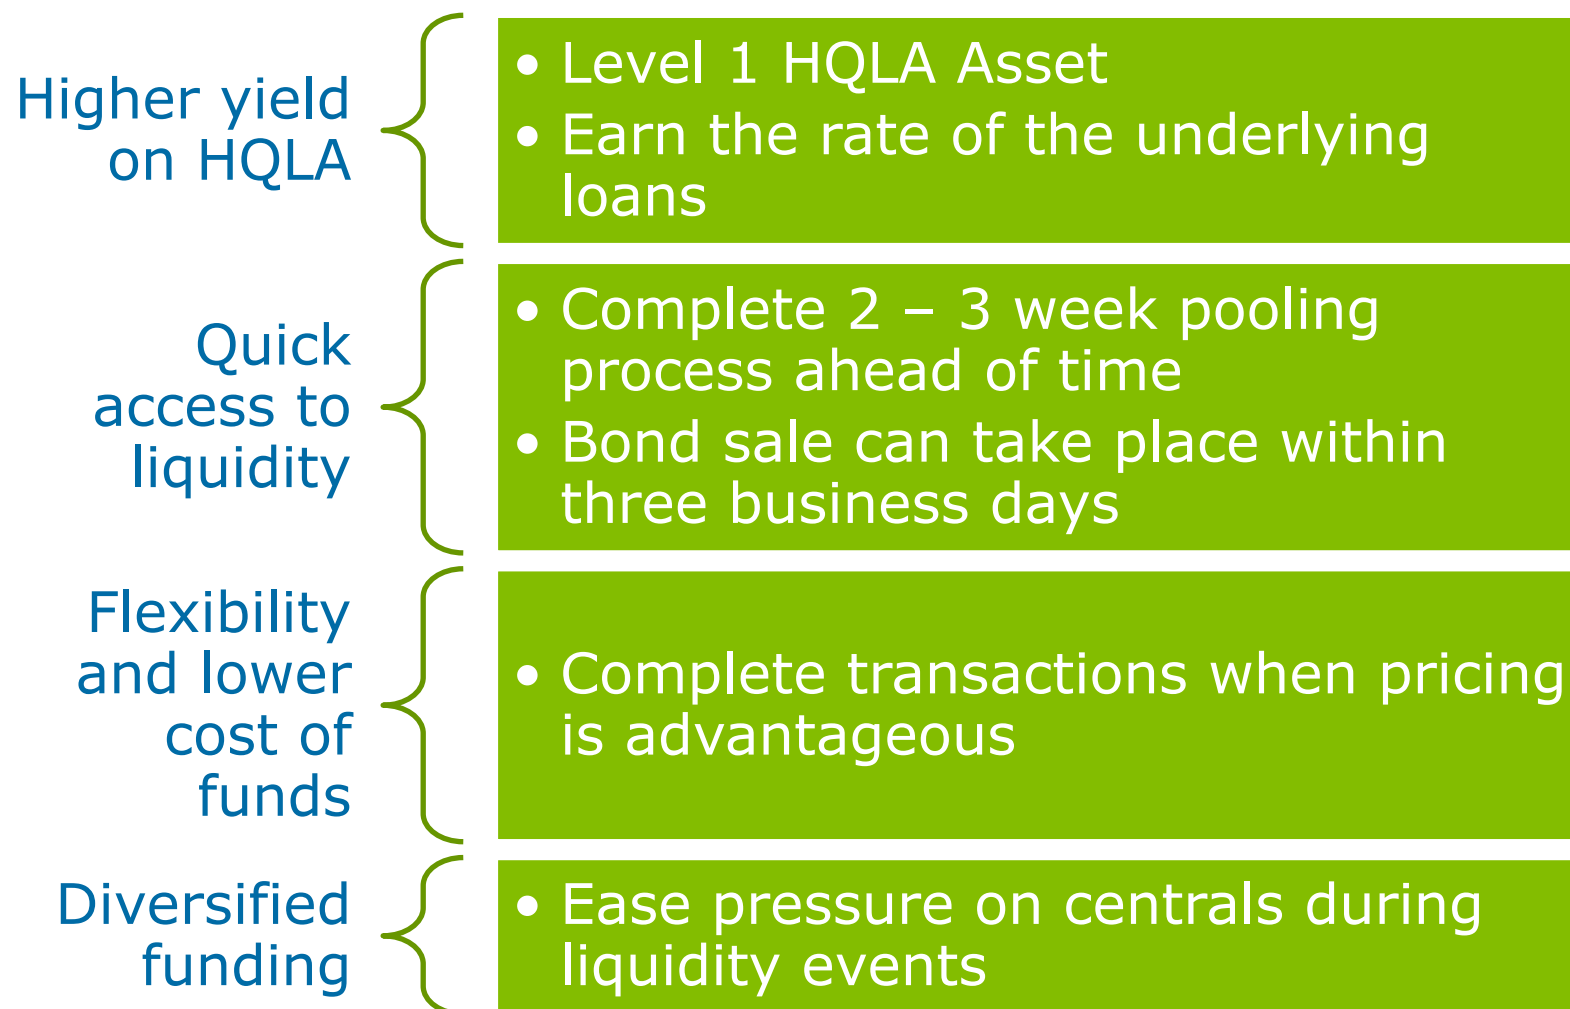 Higher yield
on HQLA
• Level 1 HQLA Asset
• Earn the rate of the underlying
loans
Quick
access to
liquidity
• Complete 2 – 3 week pooling
process ahead of time
• Bond sale can take place within
three business days
Flexibility
and lower
cost of
funds
• Complete transactions when pricing
is advantageous
Diversified
funding
• Ease pressure on centrals during
liquidity events